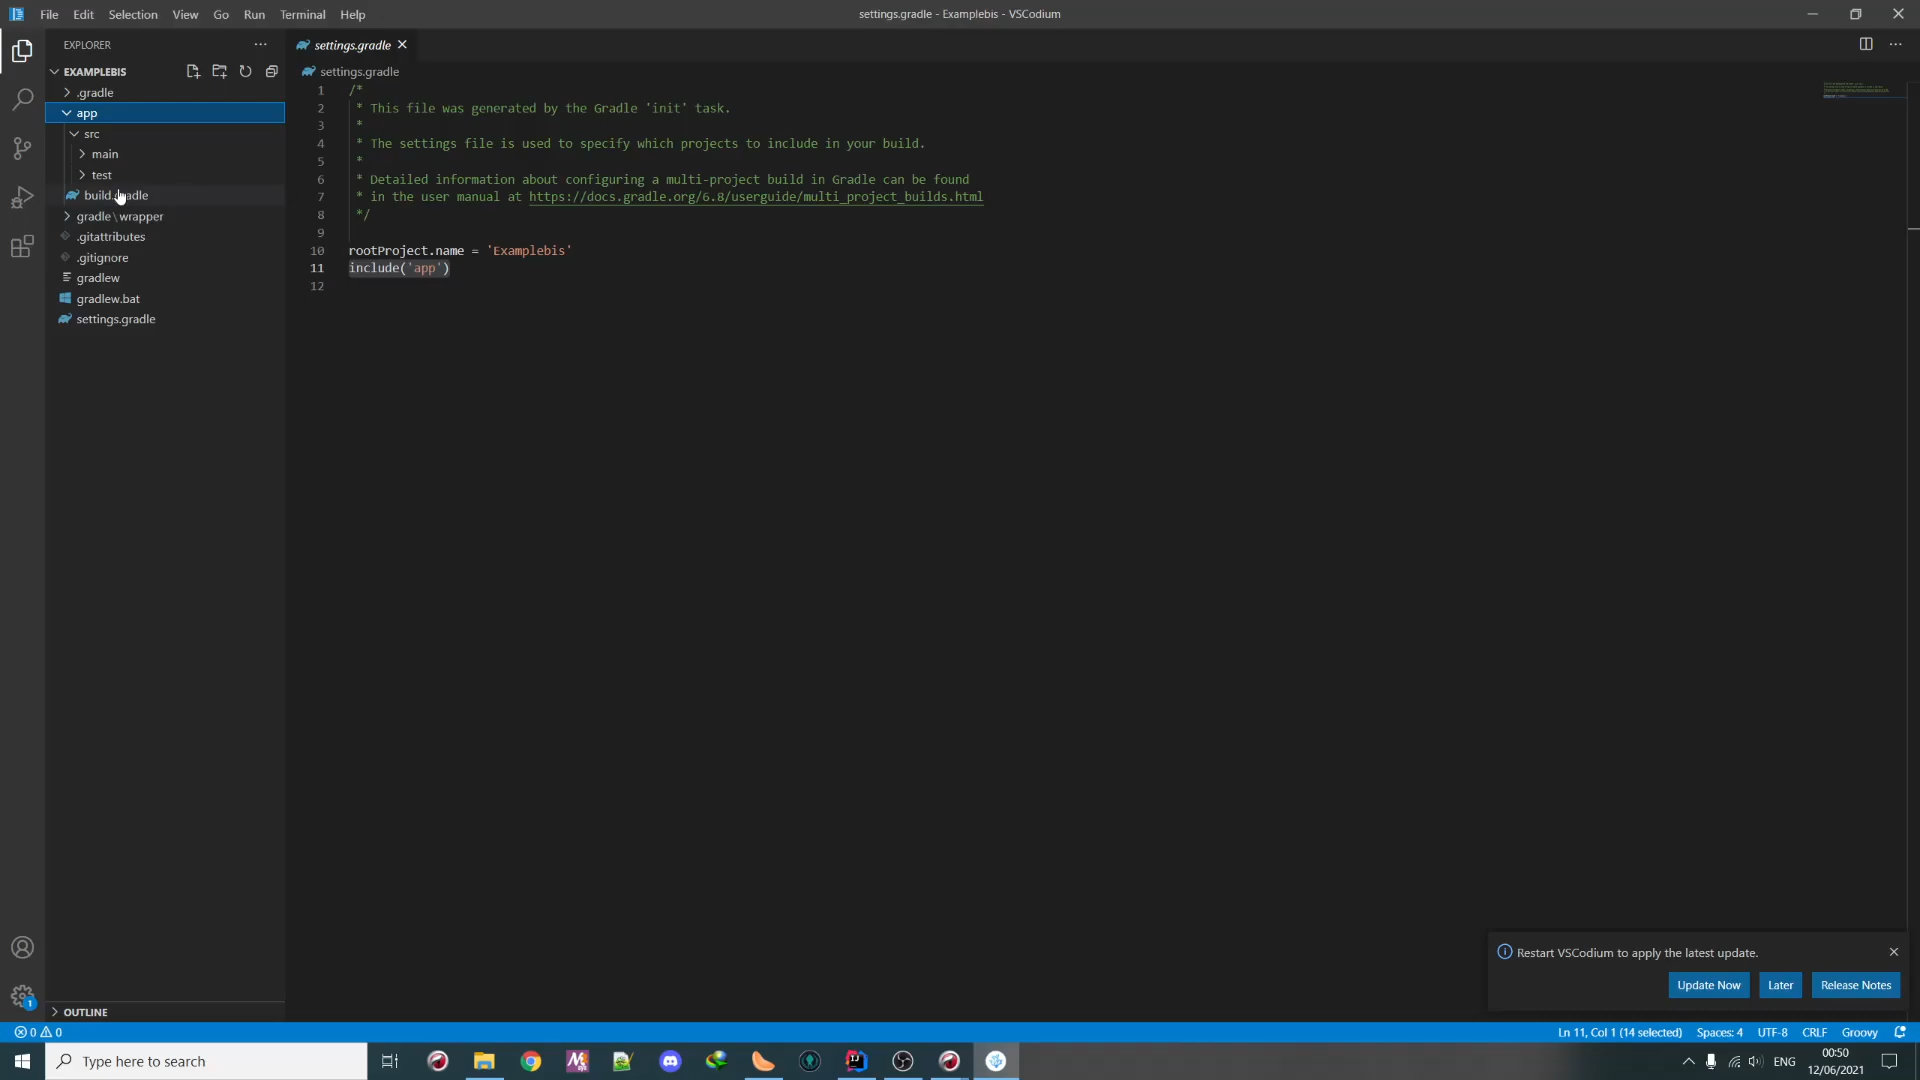 File Edit Selection View Go Run Terminal Help
settings.gradle - Examplebis - VSCodium
EXPLORER
settings.gradle
EXAMPLEBIS
settings.gradle
.gradle
app
src
main
test
build.gradle
gradle\wrapper
.gitattributes
.gitignore
gradlew
gradlew.bat
settings.gradle
OUTLINE
1 /*
2 * This file was generated by the Gradle 'init' task.
3 *
4 * The settings file is used to specify which projects to include in your build.
5 *
6 * Detailed information about configuring a multi-project build in Gradle can be found
7 * in the user manual at https://docs.gradle.org/6.8/userguide/multi_project_builds.html
8 */
9
10 rootProject.name = 'Examplebis'
11 include('app')
12
Restart VSCodium to apply the latest update.
Update Now Later Release Notes
1
0 0
Ln 11, Col 1 (14 selected) Spaces: 4 UTF-8 CRLF Groovy
Type here to search
ENG
00:50
12/06/2021